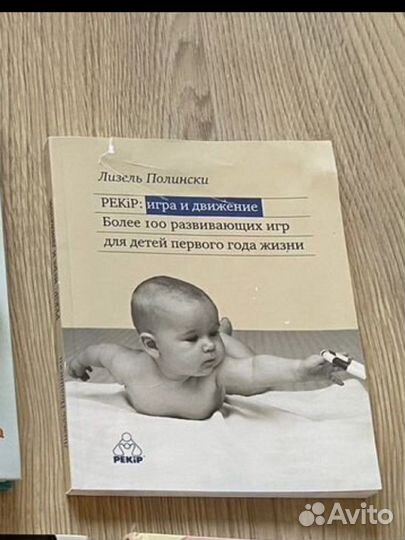 Лизель Полински
PEKiP: игра и движение
Более 100 развивающих игр
для детей первого года жизни
PEKiP
Avito